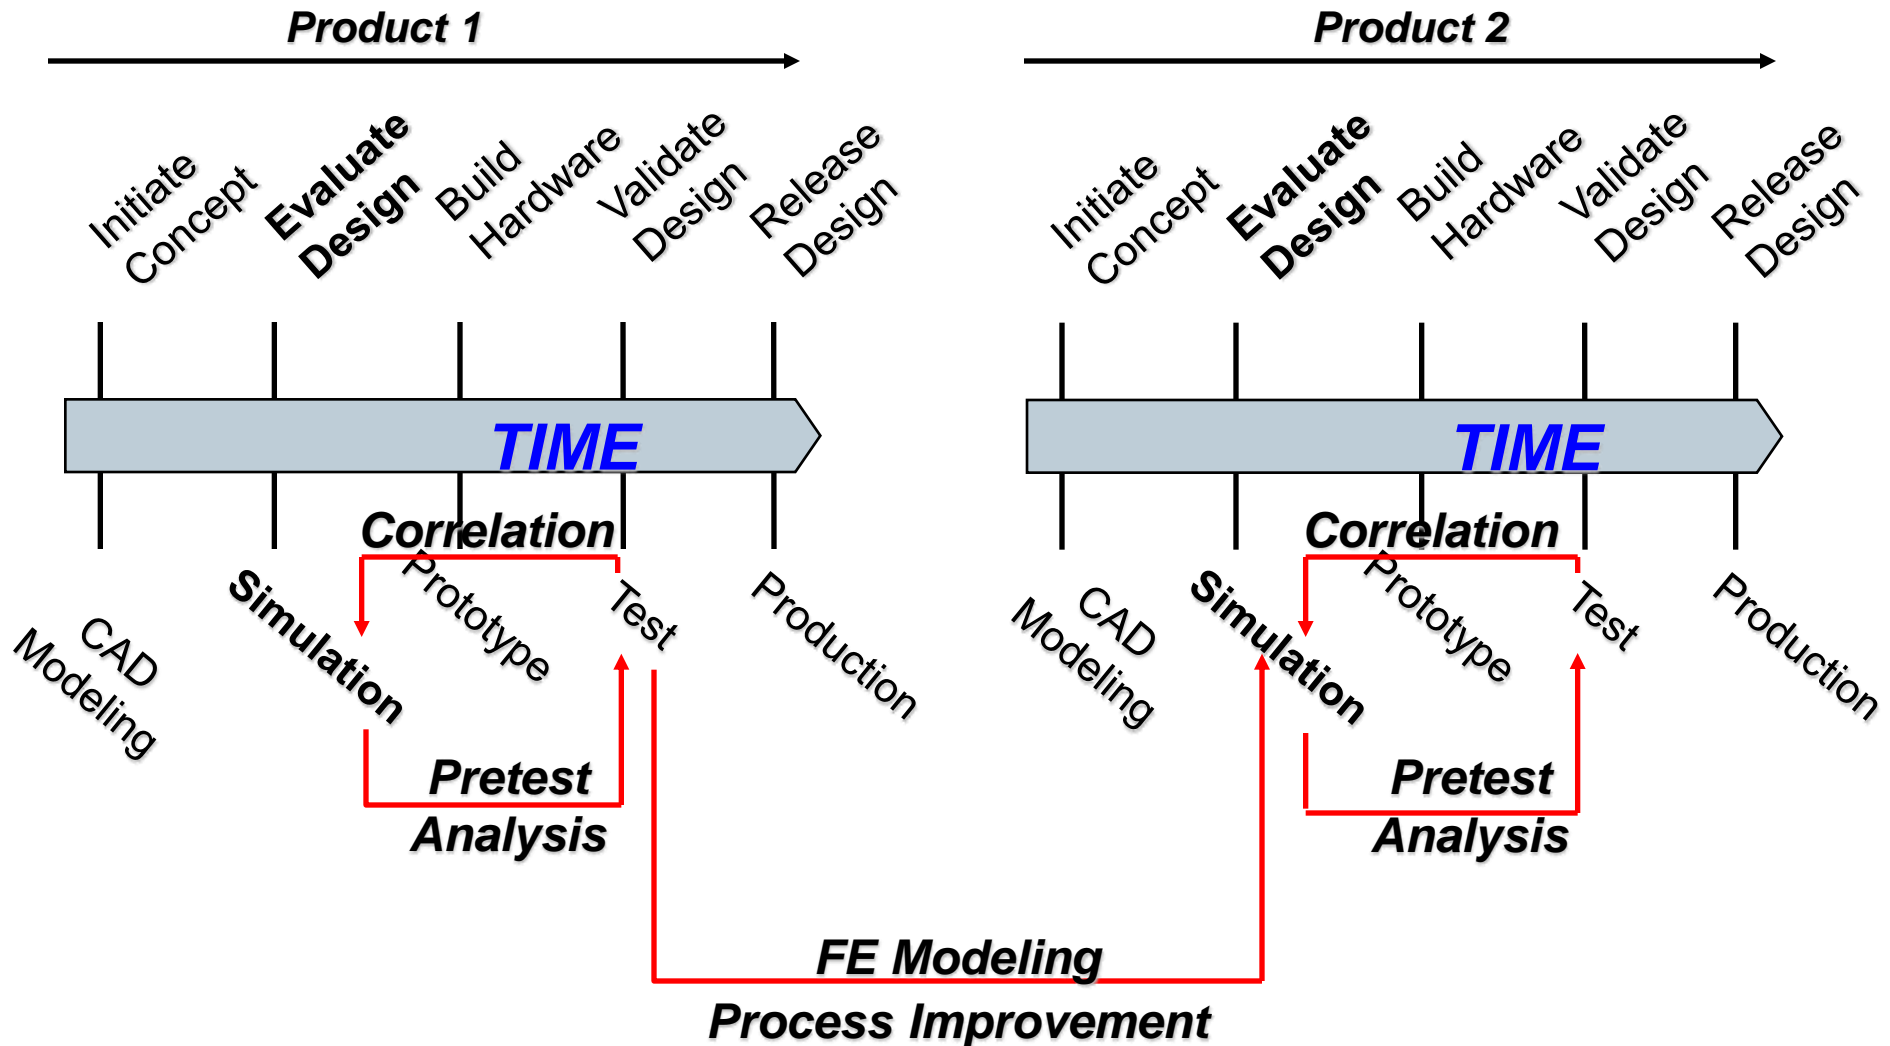 Product 1
Product 2
Initiate
Concept
Evaluate
Design
Build
Hardware
Validate
Design
Release
Design
Initiate
Concept
Evaluate
Design
Build
Hardware
Validate
Design
Release
Design
TIME
TIME
Correlation
Correlation
CAD
Modeling
Simulation
Prototype
Test
Production
CAD
Modeling
Simulation
Prototype
Test
Production
Pretest
Analysis
Pretest
Analysis
FE Modeling
Process Improvement